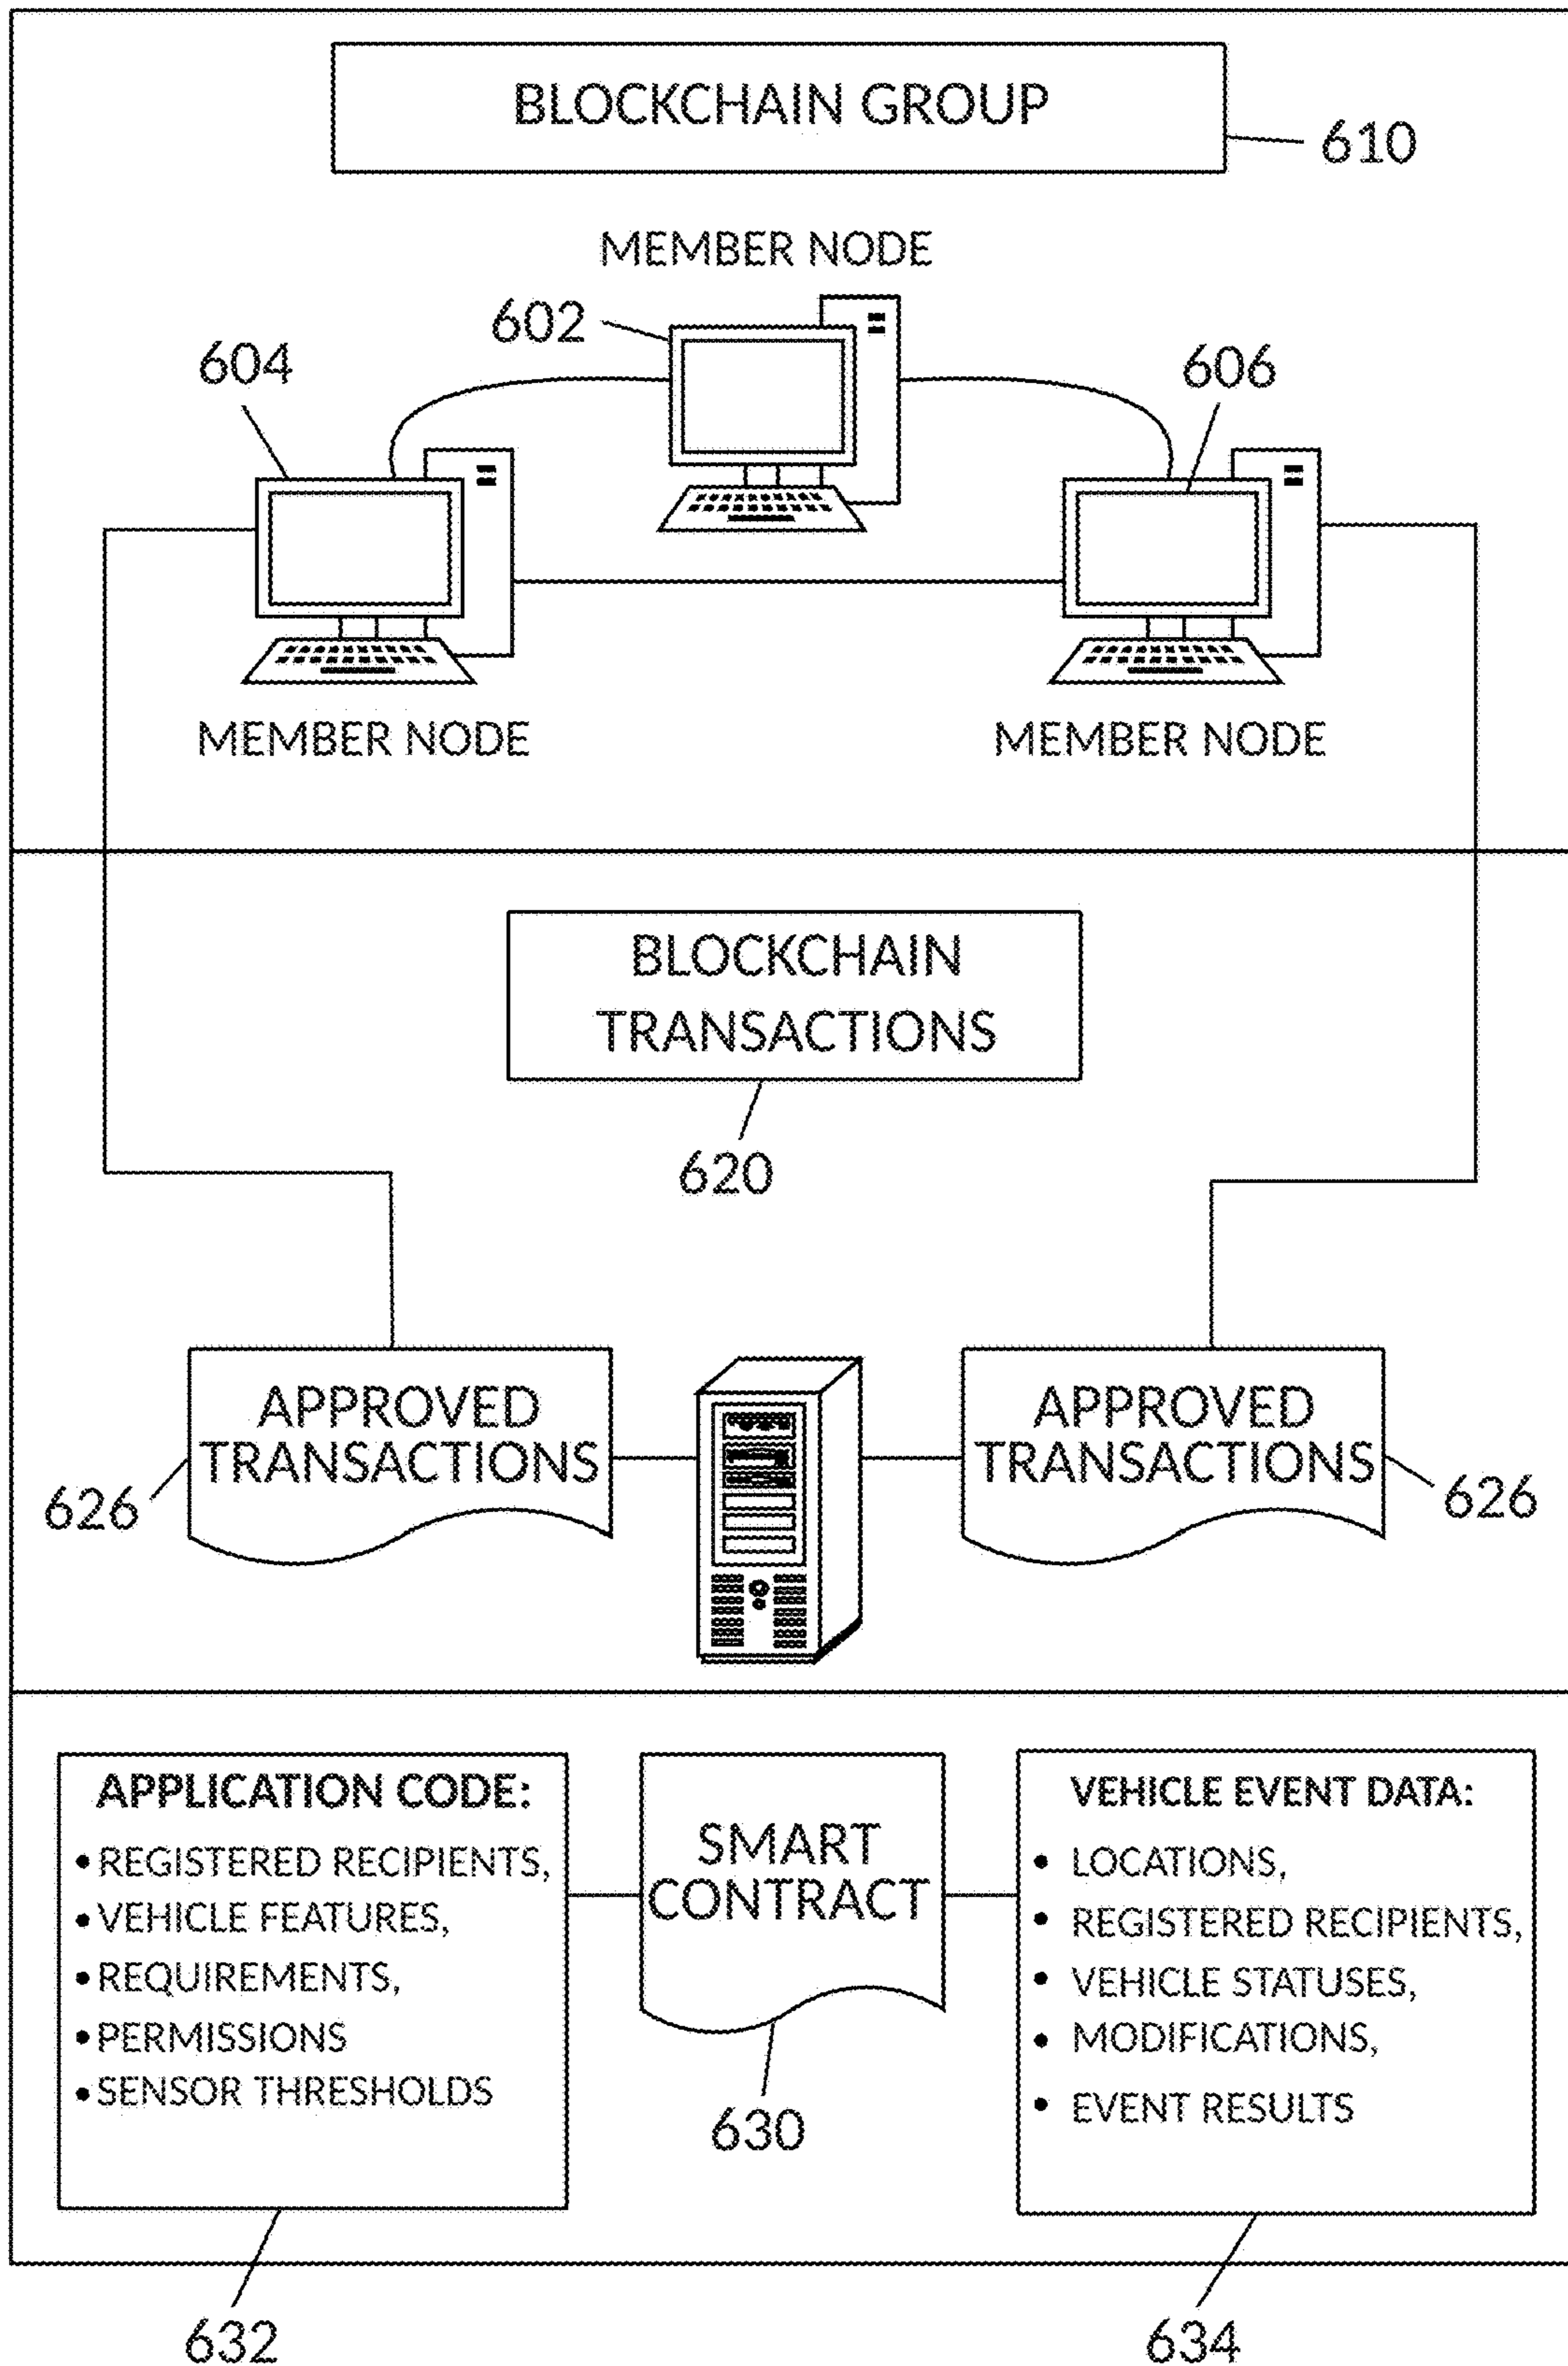 BLOCKCHAIN GROUP
610
MEMBER NODE
602
604
606
MEMBER NODE
MEMBER NODE
BLOCKCHAIN
TRANSACTIONS
620
APPROVED
TRANSACTIONS
626
APPROVED
TRANSACTIONS
626
APPLICATION CODE:
• REGISTERED RECIPIENTS,
• VEHICLE FEATURES,
• REQUIREMENTS,
• PERMISSIONS
• SENSOR THRESHOLDS
632
SMART
CONTRACT
630
VEHICLE EVENT DATA:
• LOCATIONS,
• REGISTERED RECIPIENTS,
• VEHICLE STATUSES,
• MODIFICATIONS,
• EVENT RESULTS
634